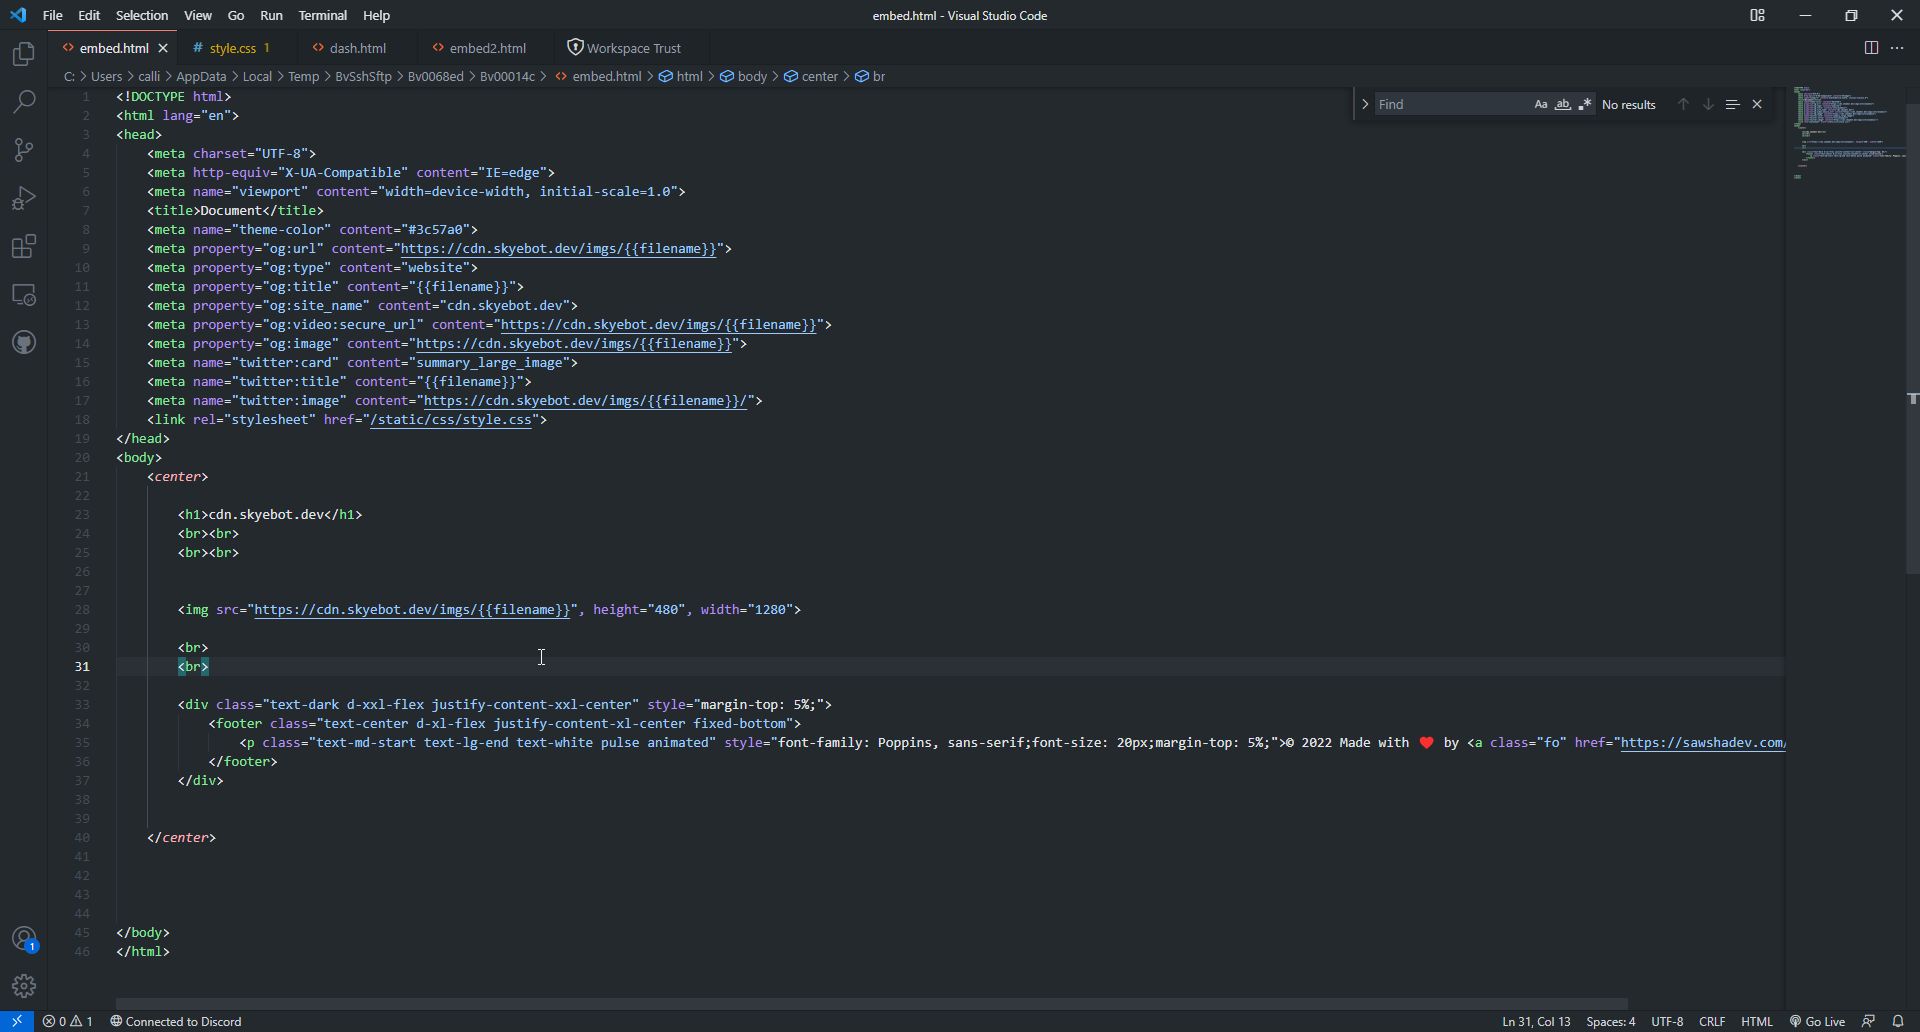 File Edit Selection View Go Run Terminal Help embed.html - Visual Studio Code
embed.html style.css 1 dash.html embed2.html Workspace Trust
C: > Users > calli > AppData > Local > Temp > BvSshSftp > Bv0068ed > Bv00014c > embed.html > html > body > center > br
Find Aa ab .* No results
1 <!DOCTYPE html>
2 <html lang="en">
3 <head>
4 <meta charset="UTF-8">
5 <meta http-equiv="X-UA-Compatible" content="IE=edge">
6 <meta name="viewport" content="width=device-width, initial-scale=1.0">
7 <title>Document</title>
8 <meta name="theme-color" content="#3c57a0">
9 <meta property="og:url" content="https://cdn.skyebot.dev/imgs/{{filename}}">
10 <meta property="og:type" content="website">
11 <meta property="og:title" content="{{filename}}">
12 <meta property="og:site_name" content="cdn.skyebot.dev">
13 <meta property="og:video:secure_url" content="https://cdn.skyebot.dev/imgs/{{filename}}">
14 <meta property="og:image" content="https://cdn.skyebot.dev/imgs/{{filename}}">
15 <meta name="twitter:card" content="summary_large_image">
16 <meta name="twitter:title" content="{{filename}}">
17 <meta name="twitter:image" content="https://cdn.skyebot.dev/imgs/{{filename}}/">
18 <link rel="stylesheet" href="/static/css/style.css">
19 </head>
20 <body>
21 <center>
22
23 <h1>cdn.skyebot.dev</h1>
24 <br><br>
25 <br><br>
26
27
28 <img src="https://cdn.skyebot.dev/imgs/{{filename}}", height="480", width="1280">
29
30 <br>
31 <br>
32
33 <div class="text-dark d-xxl-flex justify-content-xxl-center" style="margin-top: 5%;">
34 <footer class="text-center d-xl-flex justify-content-xl-center fixed-bottom">
35 <p class="text-md-start text-lg-end text-white pulse animated" style="font-family: Poppins, sans-serif;font-size: 20px;margin-top: 5%;">© 2022 Made with ❤️ by <a class="fo" href="https://sawshadev.com/
36 </footer>
37 </div>
38
39
40 </center>
41
42
43
44
45 </body>
46 </html>
1
0 1 Connected to Discord Ln 31, Col 13 Spaces: 4 UTF-8 CRLF HTML Go Live